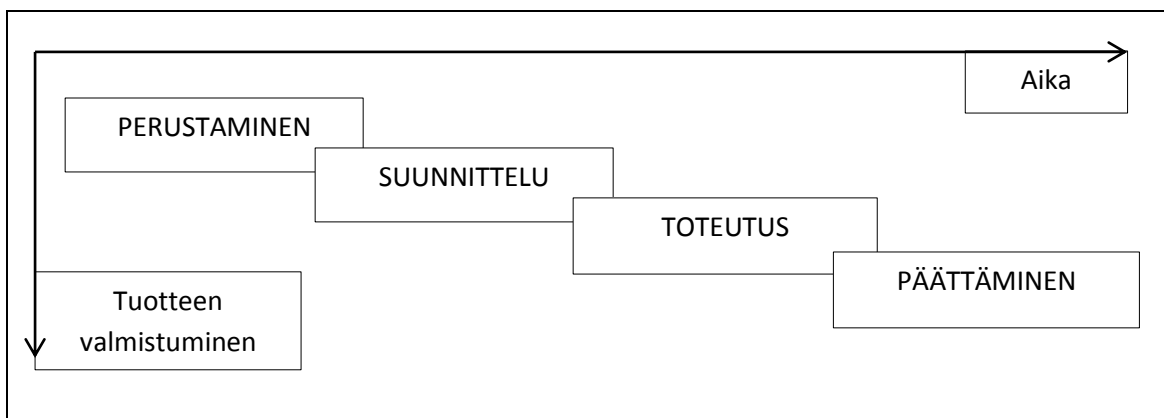 Aika
PERUSTAMINEN
SUUNNITTELU
TOTEUTUS
PÄÄTTÄMINEN
Tuotteen
valmistuminen